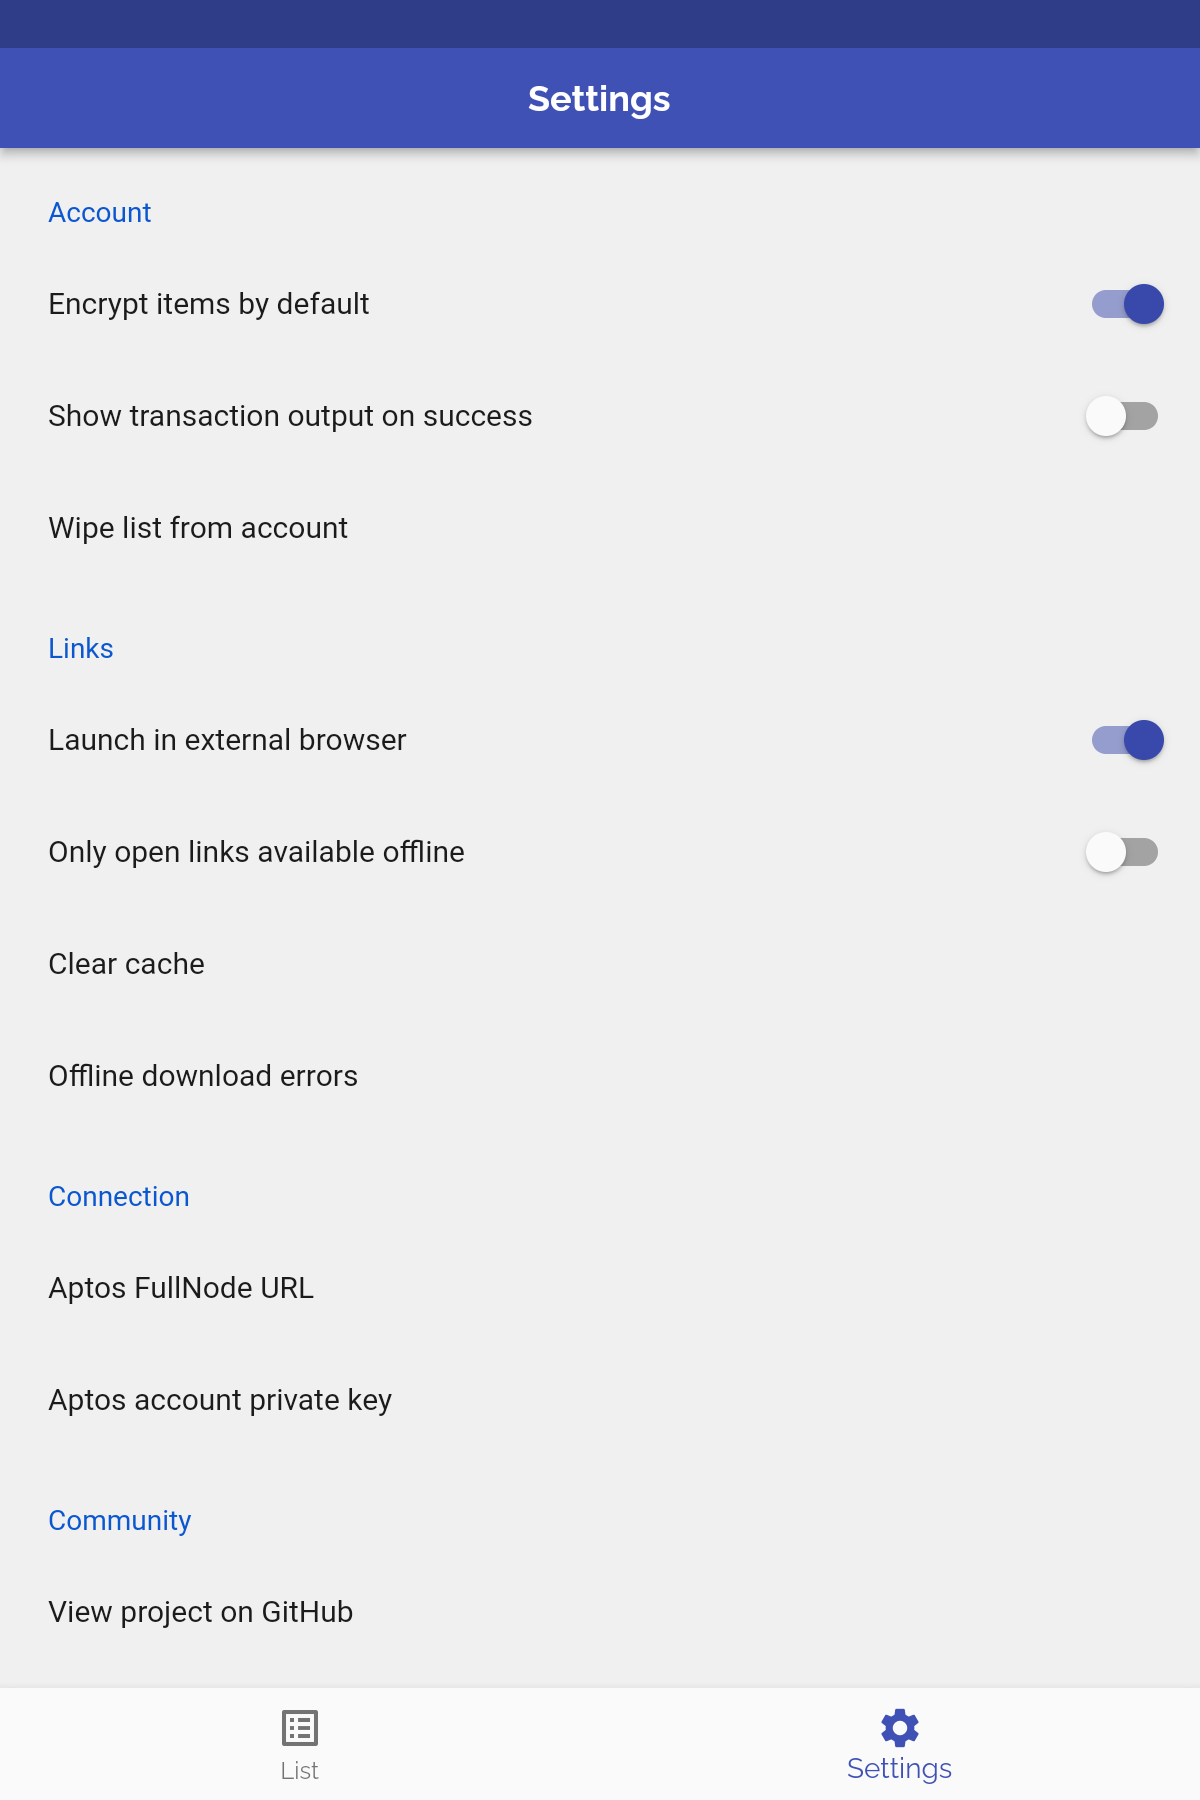 Settings
Account
Encrypt items by default
Show transaction output on success
Wipe list from account
Links
Launch in external browser
Only open links available offline
Clear cache
Offline download errors
Connection
Aptos FullNode URL
Aptos account private key
Community
View project on GitHub
List
Settings